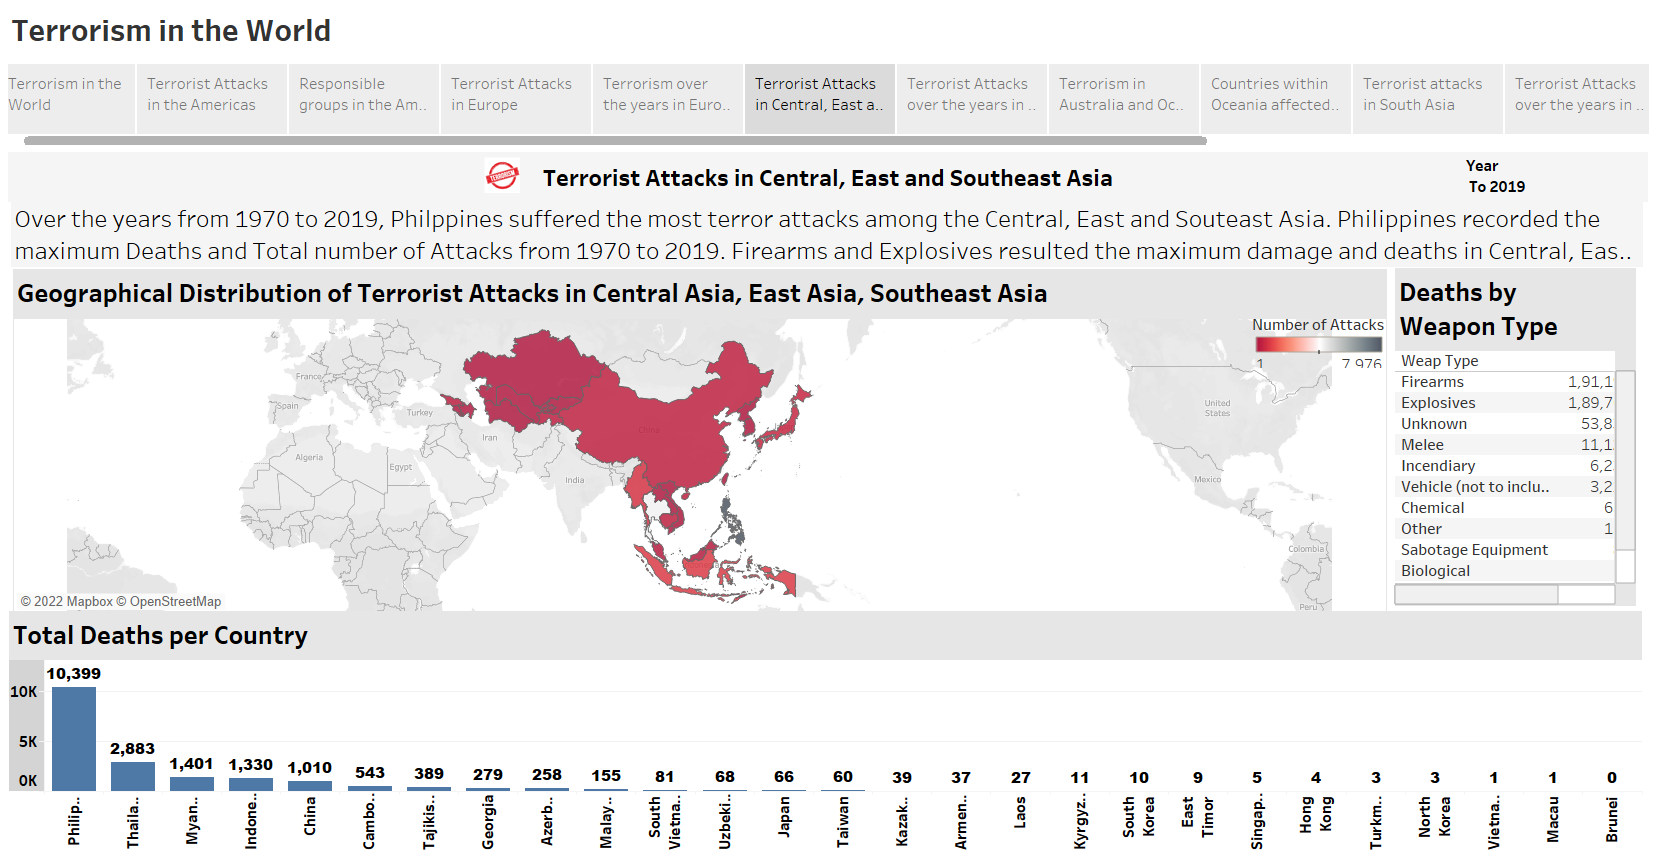 Terrorism in the World
Terrorism in the
World
Terrorist Attacks
in the Americas
Responsible
groups in the Am..
Terrorist Attacks
in Europe
Terrorism over
the years in Euro..
Terrorist Attacks
in Central, East a..
Terrorist Attacks
over the years in ..
Terrorism in
Australia and Oc..
Countries within
Oceania affected..
Terrorist attacks
in South Asia
Terrorist Attacks
over the years in ..
TERRORISM
Terrorist Attacks in Central, East and Southeast Asia
Year
To 2019
Over the years from 1970 to 2019, Philppines suffered the most terror attacks among the Central, East and Souteast Asia. Philippines recorded the
maximum Deaths and Total number of Attacks from 1970 to 2019. Firearms and Explosives resulted the maximum damage and deaths in Central, Eas..
Geographical Distribution of Terrorist Attacks in Central Asia, East Asia, Southeast Asia
Number of Attacks
1 7,976
France
Spain
Turkey
Iran
Algeria
Egypt
India
China
United
States
Mexico
Colombia
Peru
© 2022 Mapbox © OpenStreetMap
Deaths by
Weapon Type
Weap Type
Firearms 1,91,1
Explosives 1,89,7
Unknown 53,8
Melee 11,1
Incendiary 6,2
Vehicle (not to inclu.. 3,2
Chemical 6
Other 1
Sabotage Equipment
Biological
Total Deaths per Country
10K
5K
0K
10,399
2,883
1,401
1,330
1,010
543
389
279
258
155
81
68
66
60
39
37
27
11
10
9
5
4
3
3
1
1
0
Philip..
Thaila..
Myan..
Indone..
China
Cambo..
Tajikis..
Georgia
Azerb..
Malay..
South
Vietna..
Uzbeki..
Japan
Taiwan
Kazak..
Armen..
Laos
Kyrgyz..
South
Korea
East
Timor
Singap..
Hong
Kong
Turkm..
North
Korea
Vietna..
Macau
Brunei